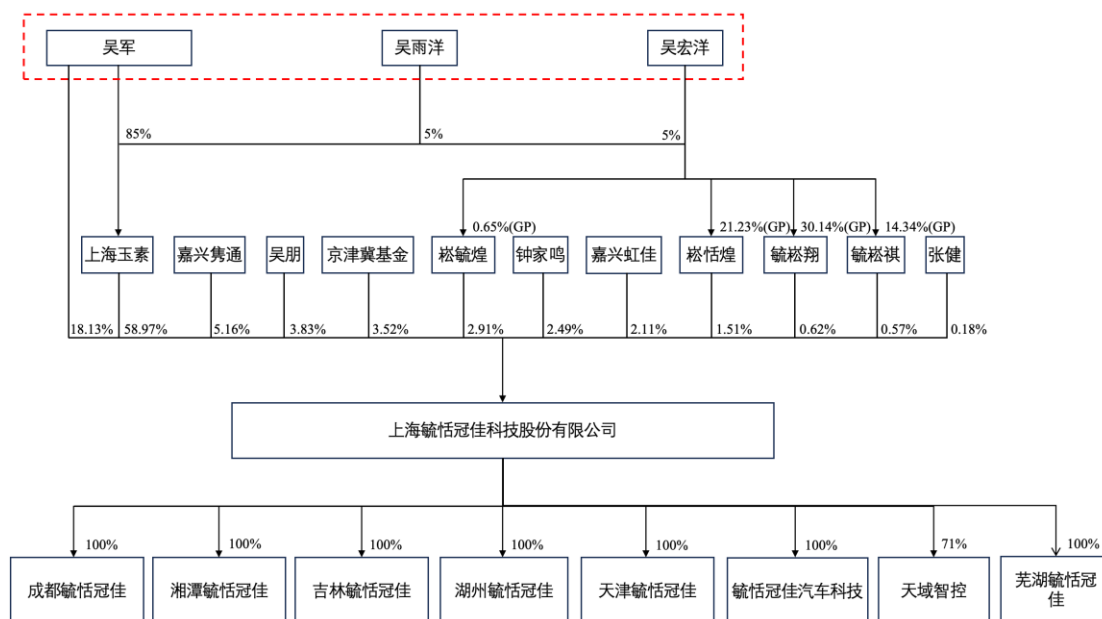 吴军
吴雨洋
吴宏洋
85%
5%
5%
0.65%(GP)
21.23%(GP)
30.14%(GP)
14.34%(GP)
上海玉素
嘉兴隽通
吴朋
京津冀基金
崧毓煌
钟家鸣
嘉兴虹佳
崧恬煌
毓崧翔
毓崧祺
张健
18.13%
58.97%
5.16%
3.83%
3.52%
2.91%
2.49%
2.11%
1.51%
0.62%
0.57%
0.18%
上海毓恬冠佳科技股份有限公司
100%
100%
100%
100%
100%
100%
71%
100%
成都毓恬冠佳
湘潭毓恬冠佳
吉林毓恬冠佳
湖州毓恬冠佳
天津毓恬冠佳
毓恬冠佳汽车科技
天域智控
芜湖毓恬冠
佳